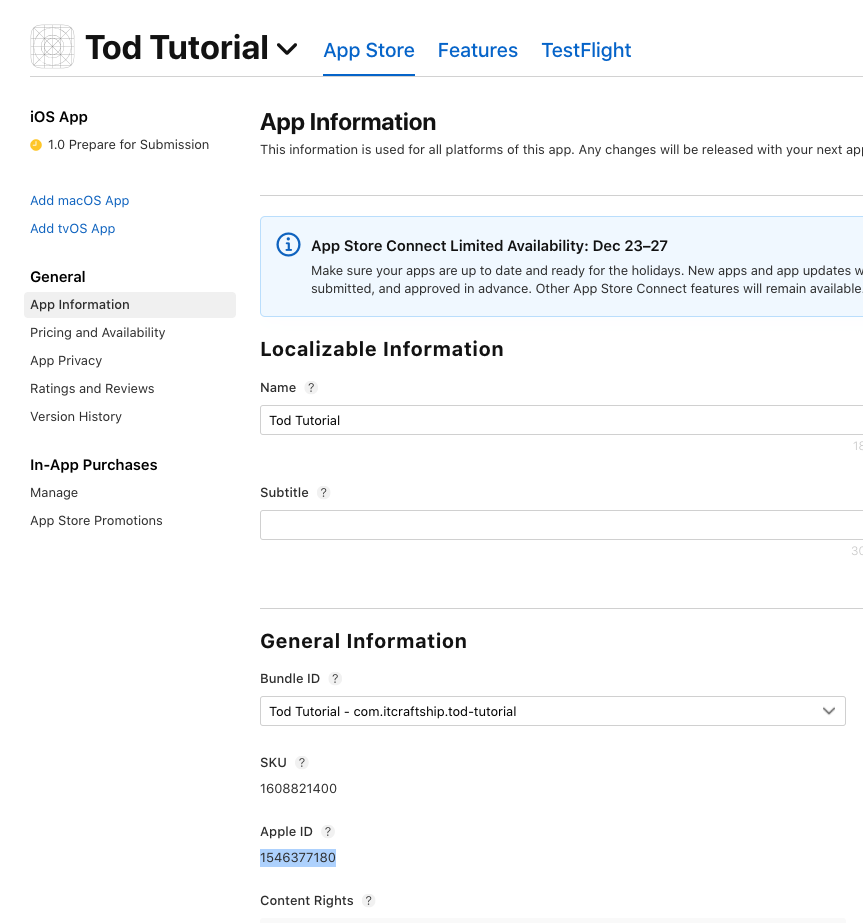 Tod Tutorial
App Store Features TestFlight
iOS App
1.0 Prepare for Submission
Add macOS App
Add tvOS App
General
App Information
Pricing and Availability
App Privacy
Ratings and Reviews
Version History
In-App Purchases
Manage
App Store Promotions
App Information
This information is used for all platforms of this app. Any changes will be released with your next
App Store Connect Limited Availability: Dec 23–27
Make sure your apps are up to date and ready for the holidays. New apps and app updates
submitted, and approved in advance. Other App Store Connect features will remain available.
Localizable Information
Name ?
Tod Tutorial
Subtitle ?
General Information
Bundle ID ?
Tod Tutorial - com.itcraftship.tod-tutorial
SKU ?
1608821400
Apple ID ?
1546377180
Content Rights ?